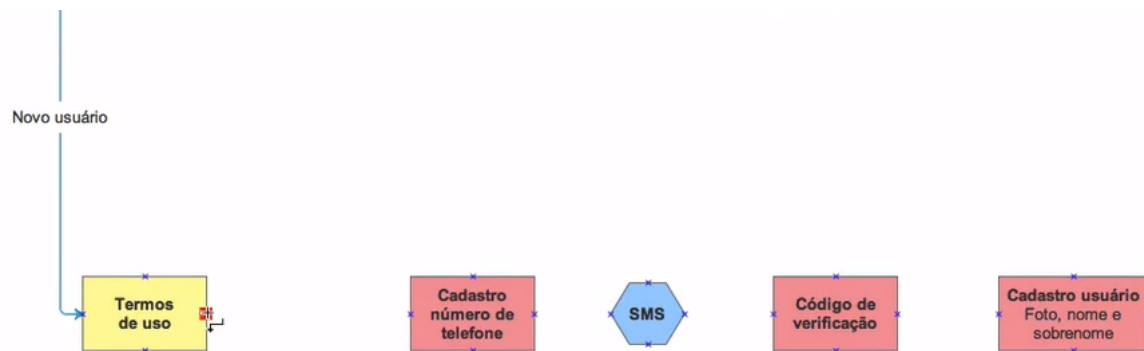 Novo usuário
Termos
de uso
Cadastro
número de
telefone
SMS
Código de
verificação
Cadastro usuário
Foto, nome e
sobrenome